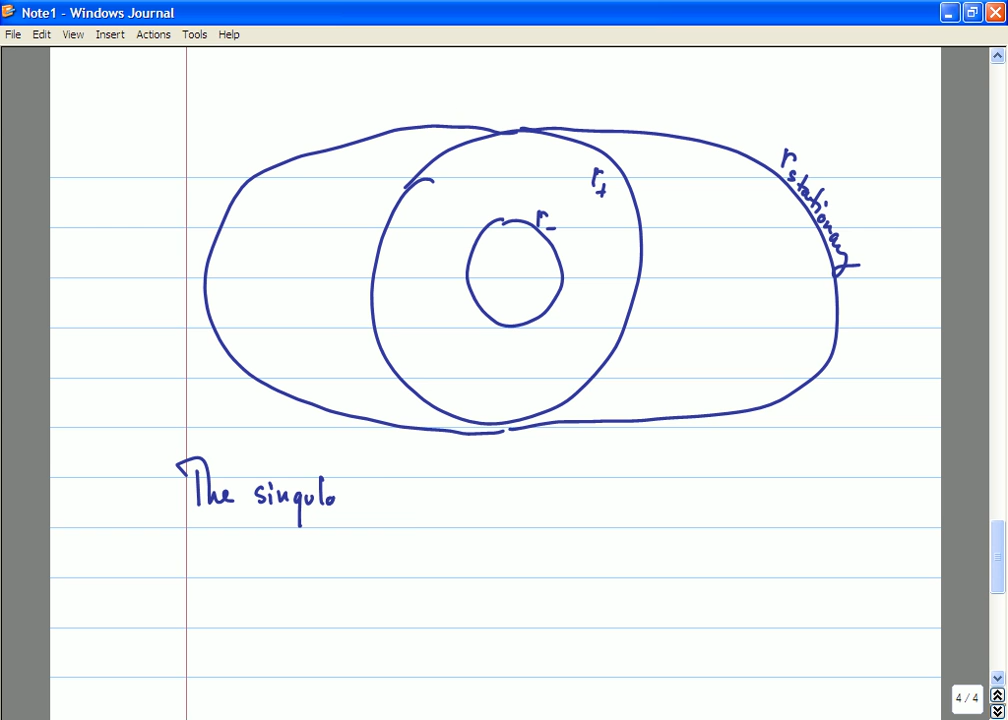 Note1 - Windows Journal
File Edit View Insert Actions Tools Help
r stationary
r+
r-
The singula
4 / 4